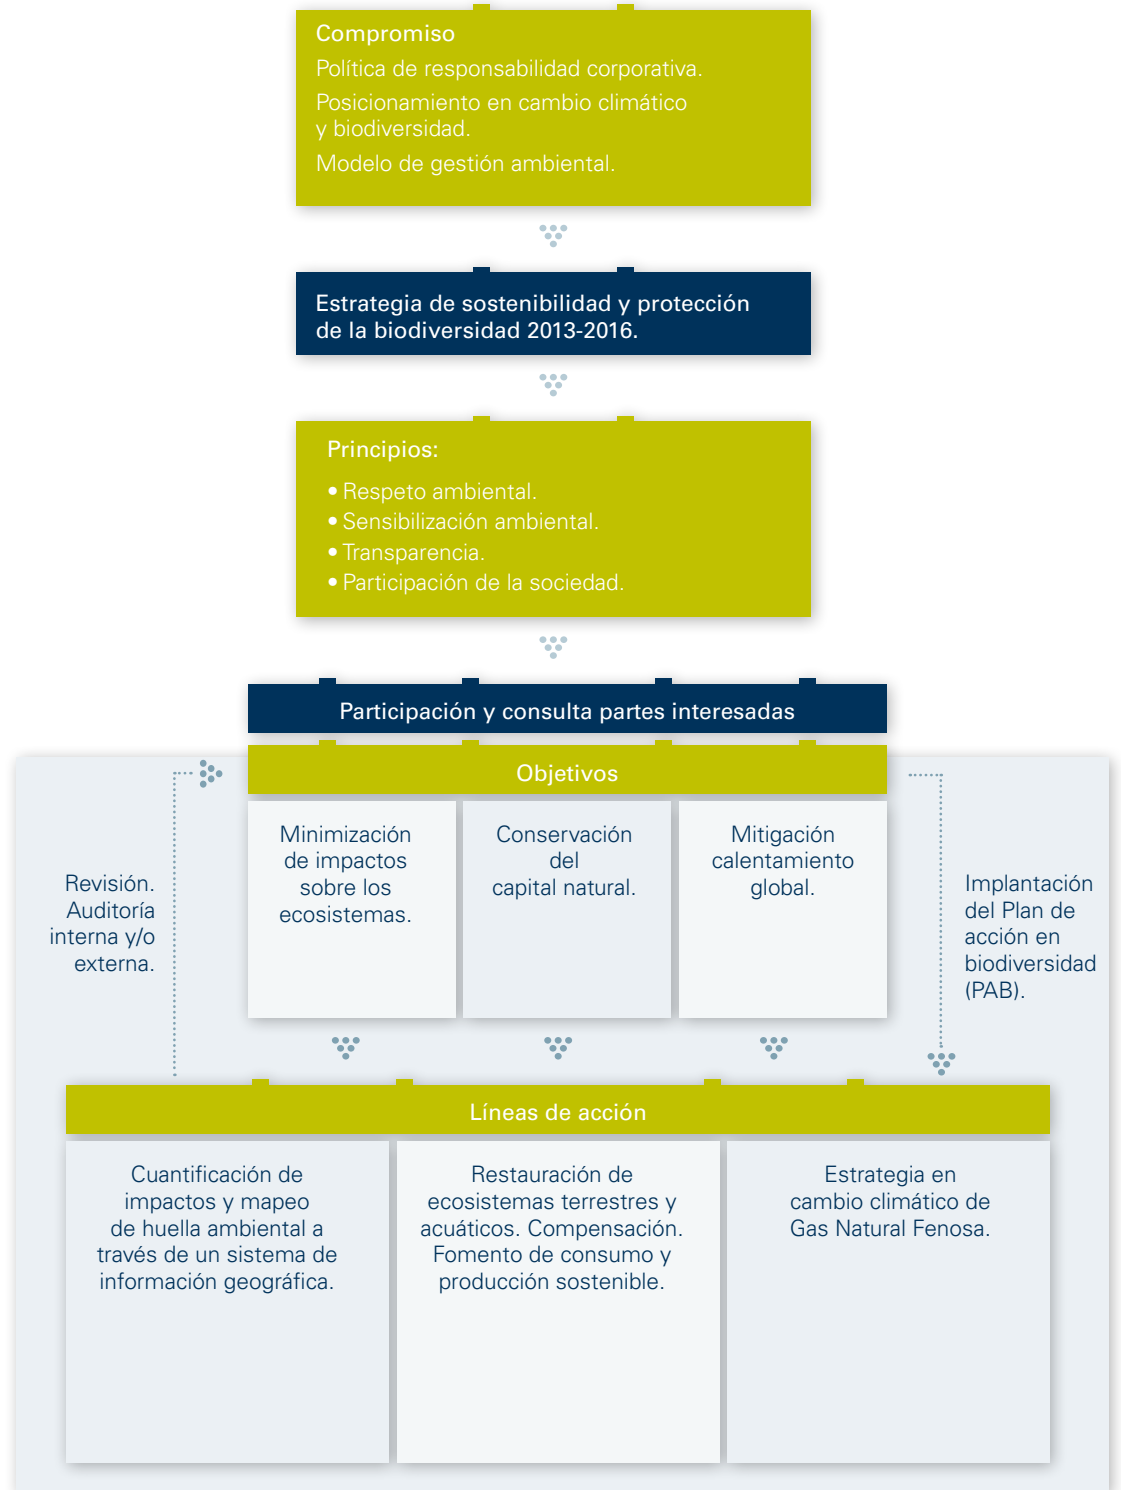 Compromiso
Política de responsabilidad corporativa.
Posicionamiento en cambio climático
y biodiversidad.
Modelo de gestión ambiental.
Estrategia de sostenibilidad y protección
de la biodiversidad 2013-2016.
Principios:
• Respeto ambiental.
• Sensibilización ambiental.
• Transparencia.
• Participación de la sociedad.
Participación y consulta partes interesadas
Objetivos
Minimización
de impactos
sobre los
ecosistemas.
Conservación
del
capital natural.
Mitigación
calentamiento
global.
Revisión.
Auditoría
interna y/o
externa.
Implantación
del Plan de
acción en
biodiversidad
(PAB).
Líneas de acción
Cuantificación de
impactos y mapeo
de huella ambiental a
través de un sistema de
información geográfica.
Restauración de
ecosistemas terrestres y
acuáticos. Compensación.
Fomento de consumo y
producción sostenible.
Estrategia en
cambio climático de
Gas Natural Fenosa.